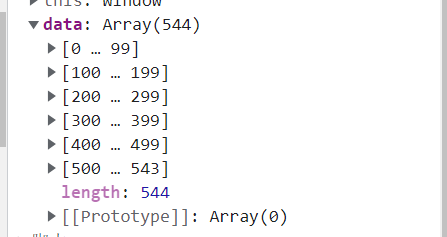 this: Window
data: Array(544)
[0 … 99]
[100 … 199]
[200 … 299]
[300 … 399]
[400 … 499]
[500 … 543]
length: 544
[[Prototype]]: Array(0)